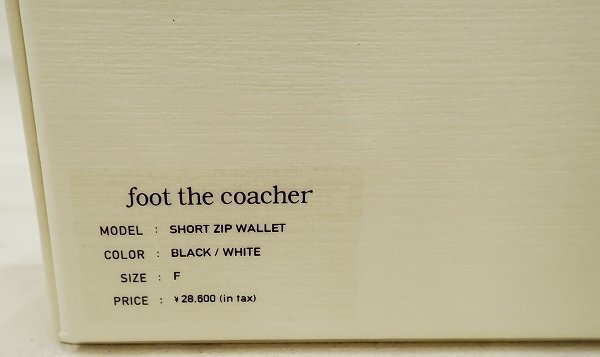 foot the coacher
MODEL : SHORT ZIP WALLET
COLOR : BLACK / WHITE
SIZE : F
PRICE : ¥28,600 (in tax)